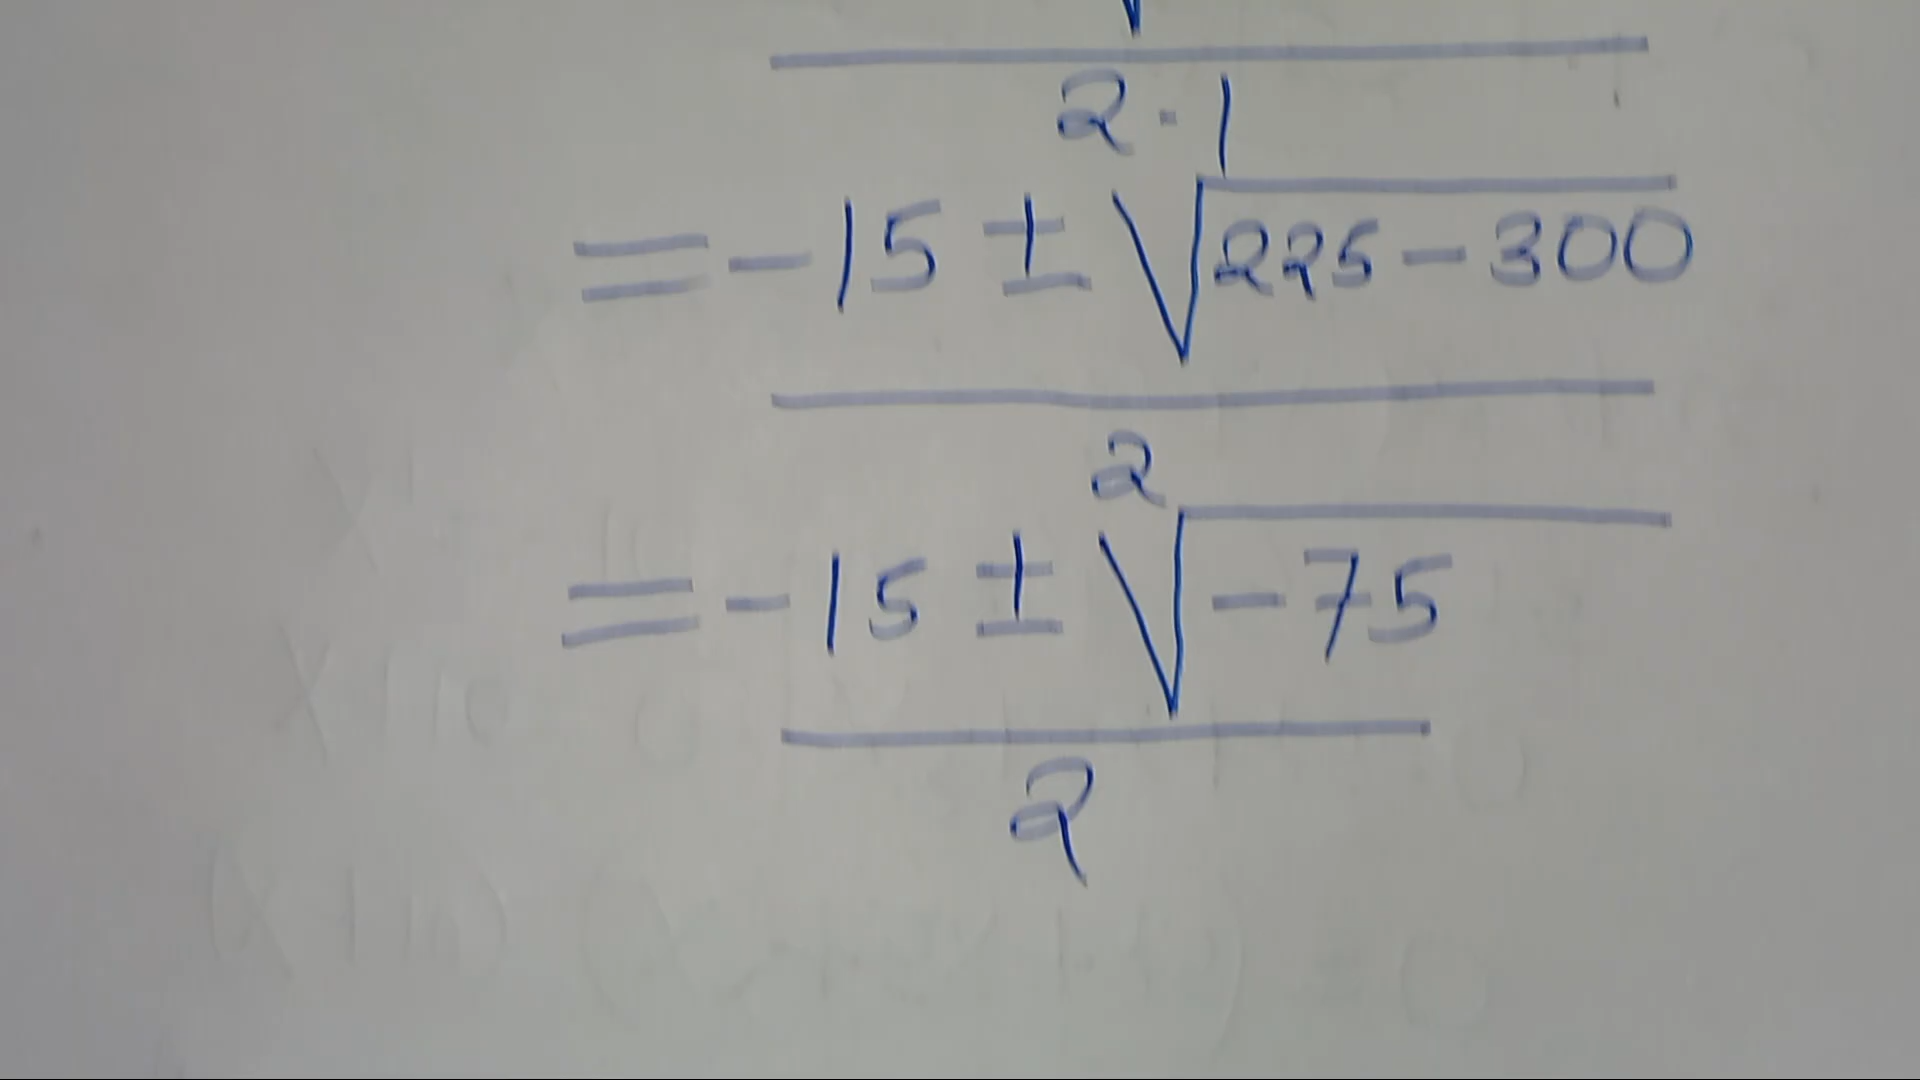 2 · 1
= -15 ± √225 - 300
2
= -15 ± √-75
2